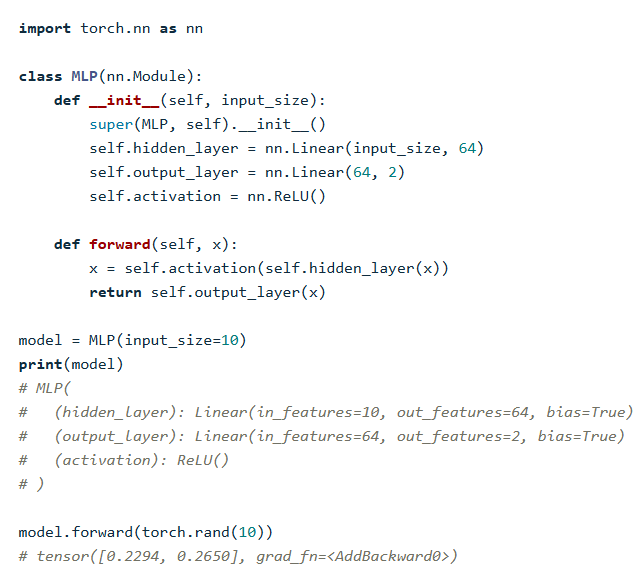 import torch.nn as nn

class MLP(nn.Module):
    def __init__(self, input_size):
        super(MLP, self).__init__()
        self.hidden_layer = nn.Linear(input_size, 64)
        self.output_layer = nn.Linear(64, 2)
        self.activation = nn.ReLU()

    def forward(self, x):
        x = self.activation(self.hidden_layer(x))
        return self.output_layer(x)

model = MLP(input_size=10)
print(model)
# MLP(
#   (hidden_layer): Linear(in_features=10, out_features=64, bias=True)
#   (output_layer): Linear(in_features=64, out_features=2, bias=True)
#   (activation): ReLU()
# )

model.forward(torch.rand(10))
# tensor([0.2294, 0.2650], grad_fn=<AddBackward0>)